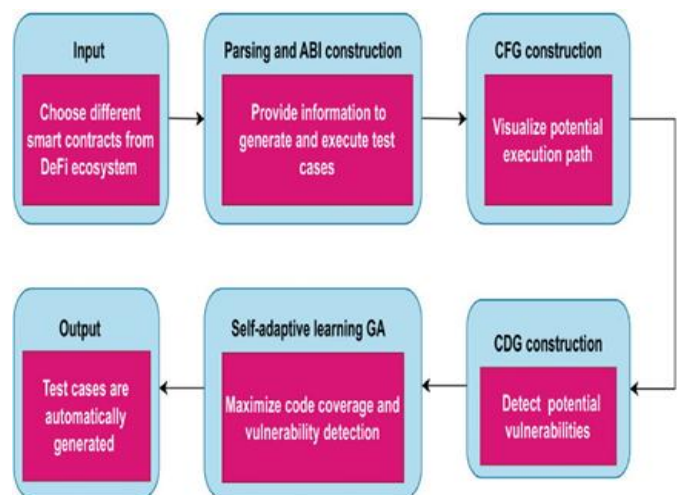 Input
Choose different
smart contracts from
DeFi ecosystem
Parsing and ABI construction
Provide information to
generate and execute test
cases
CFG construction
Visualize potential
execution path
Output
Test cases are
automatically
generated
Self-adaptive learning GA
Maximize code coverage and
vulnerability detection
CDG construction
Detect potential
vulnerabilities